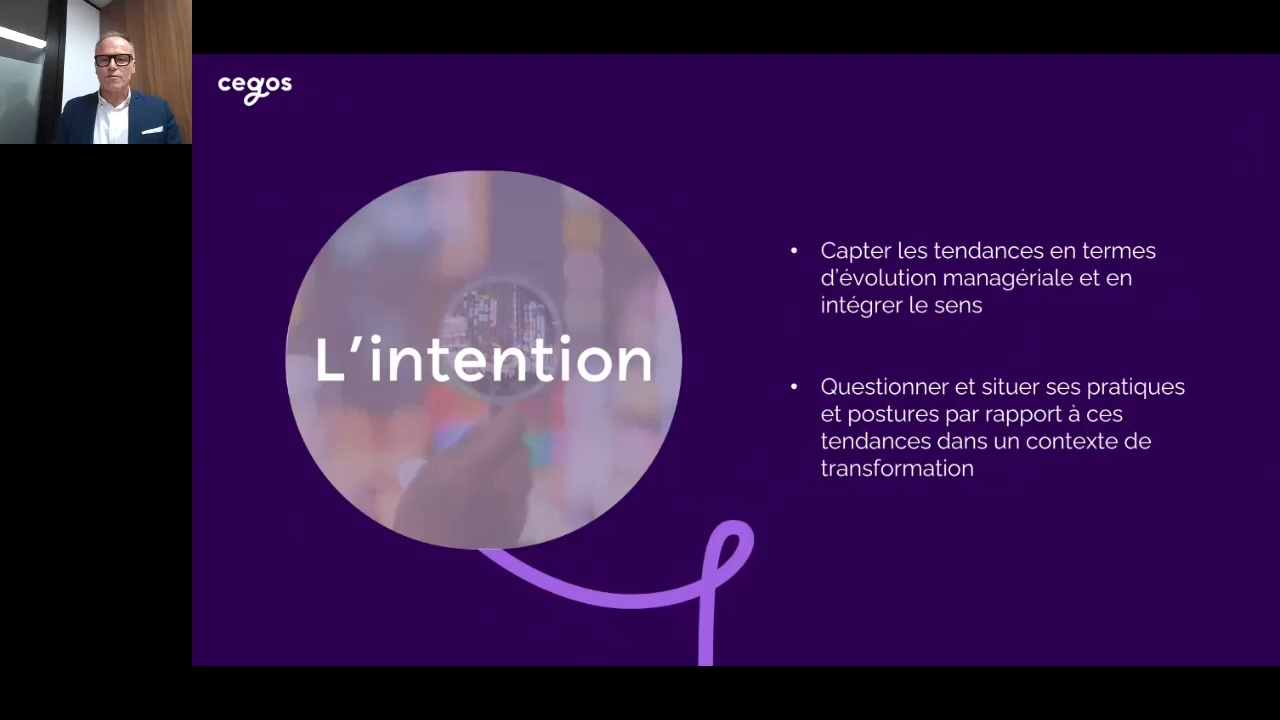 cegos
L'intention
• Capter les tendances en termes
d'évolution managériale et en
intégrer le sens
• Questionner et situer ses pratiques
et postures par rapport à ces
tendances dans un contexte de
transformation